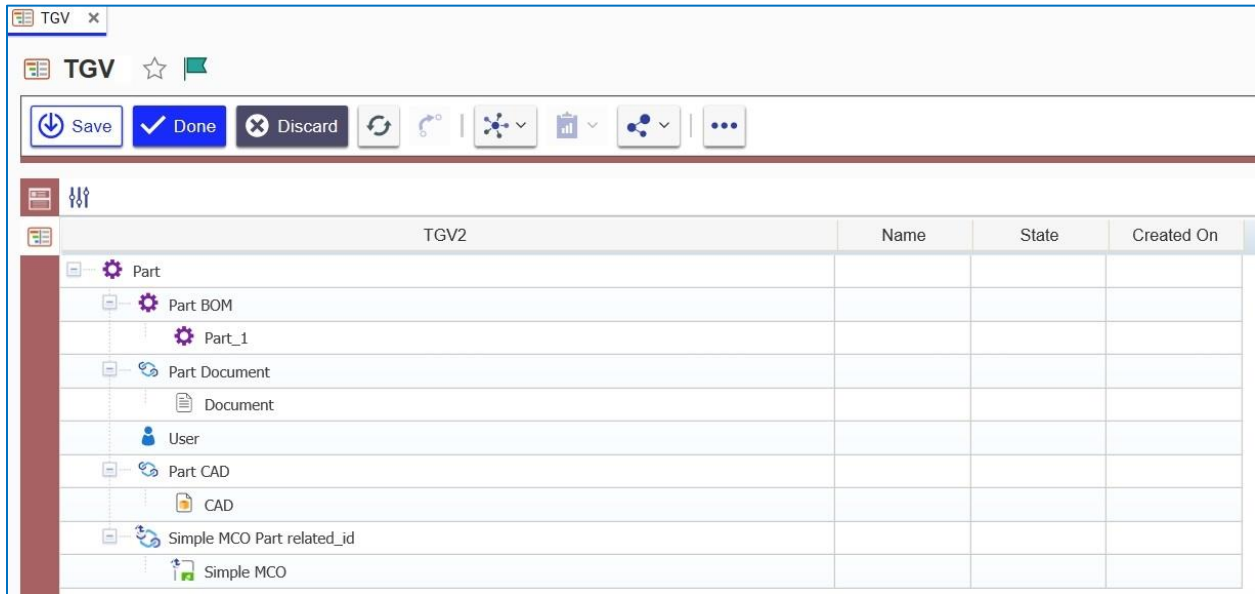 TGV
TGV
Save Done Discard
TGV2 Name State Created On
Part
Part BOM
Part_1
Part Document
Document
User
Part CAD
CAD
Simple MCO Part related_id
Simple MCO